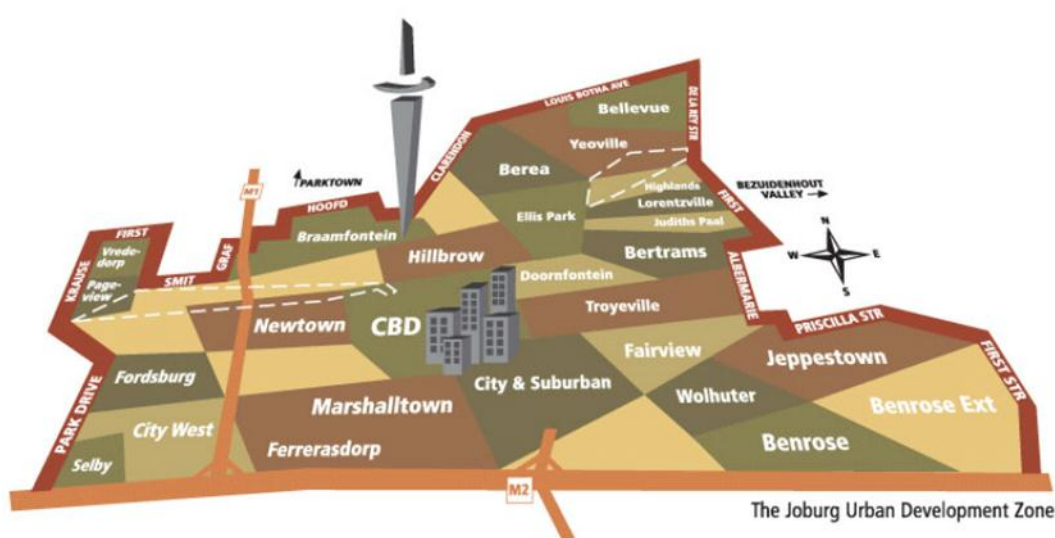 LOUIS BOTHA AVE
DE LA REY STR
Bellevue
Yeoville
CLARENDON
Berea
M1
PARKTOWN
HOOFD
Highlands
Lorentzville
BEZUIDENHOUT
VALLEY
Ellis Park
Judiths Paal
FIRST
FIRST
Braamfontein
Vrede-
dorp
GRAF
Hillbrow
Bertrams
N
W
E
S
KRAUSE
SMIT
Page-
view
Doornfontein
ALBERMARIE
Troyeville
PRISCILLA STR
Newtown
CBD
Fairview
Jeppestown
FIRST STR
Fordsburg
City & Suburban
Wolhuter
PARK DRIVE
Marshalltown
Benrose Ext
City West
Ferrerasdorp
Benrose
Selby
M2
The Joburg Urban Development Zone